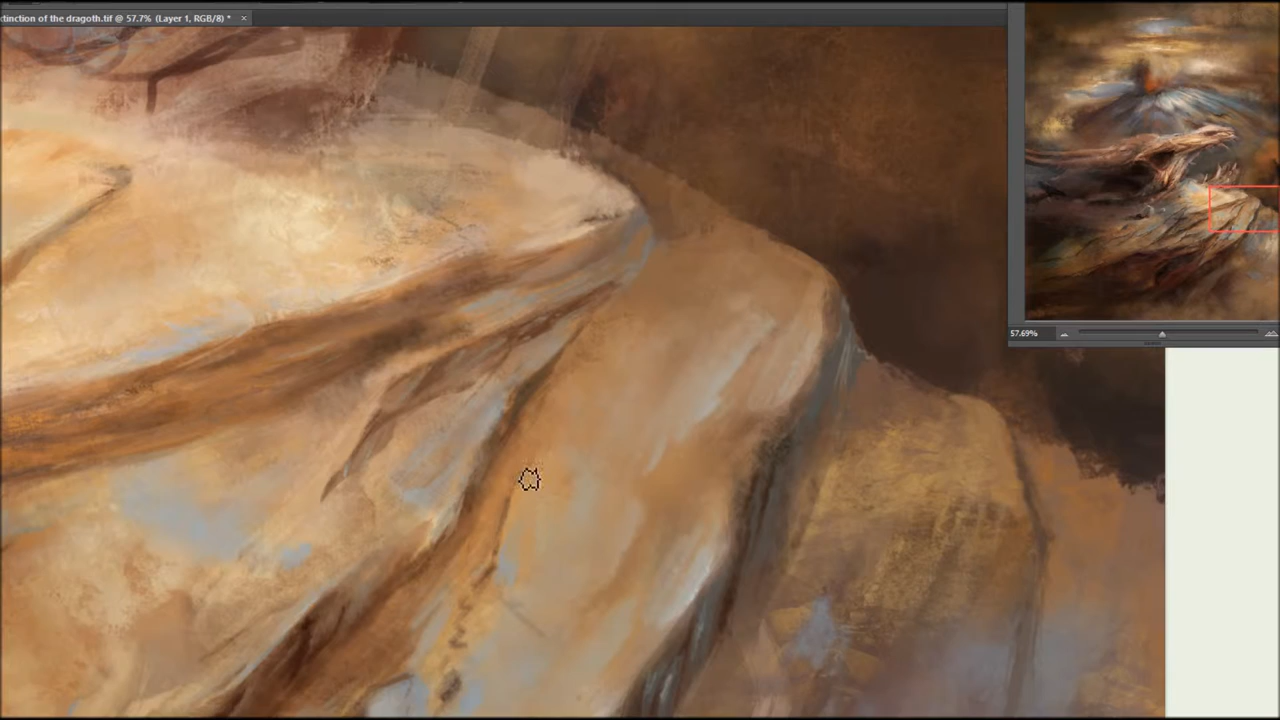 tinction of the dragoth.tif @ 57.7% (Layer 1, RGB/8) * ×
57.69%